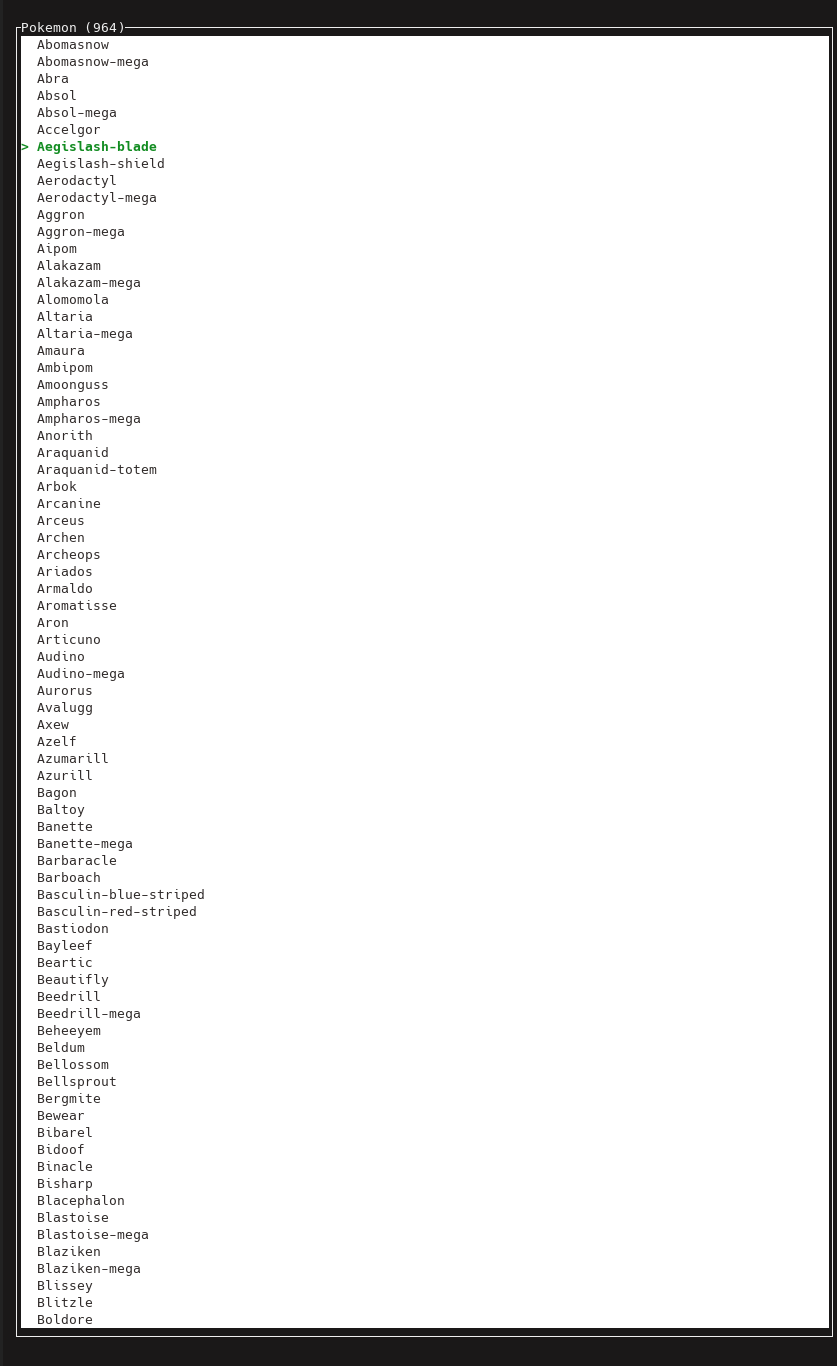 Pokemon (964)
Abomasnow
Abomasnow-mega
Abra
Absol
Absol-mega
Accelgor
> Aegislash-blade
Aegislash-shield
Aerodactyl
Aerodactyl-mega
Aggron
Aggron-mega
Aipom
Alakazam
Alakazam-mega
Alomomola
Altaria
Altaria-mega
Amaura
Ambipom
Amoonguss
Ampharos
Ampharos-mega
Anorith
Araquanid
Araquanid-totem
Arbok
Arcanine
Arceus
Archen
Archeops
Ariados
Armaldo
Aromatisse
Aron
Articuno
Audino
Audino-mega
Aurorus
Avalugg
Axew
Azelf
Azumarill
Azurill
Bagon
Baltoy
Banette
Banette-mega
Barbaracle
Barboach
Basculin-blue-striped
Basculin-red-striped
Bastiodon
Bayleef
Beartic
Beautifly
Beedrill
Beedrill-mega
Beheeyem
Beldum
Bellossom
Bellsprout
Bergmite
Bewear
Bibarel
Bidoof
Binacle
Bisharp
Blacephalon
Blastoise
Blastoise-mega
Blaziken
Blaziken-mega
Blissey
Blitzle
Boldore